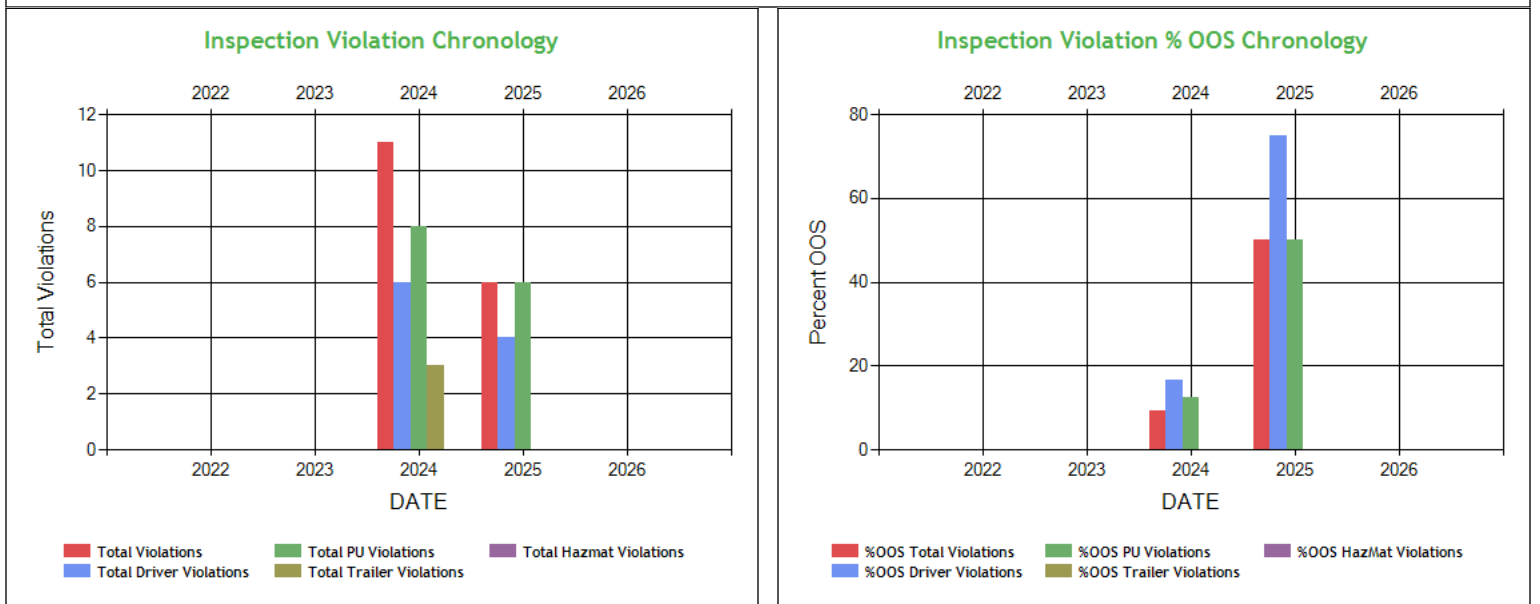 Inspection Violation Chronology
2022 2023 2024 2025 2026
12
10
8
6
4
2
0
Total Violations
2022 2023 2024 2025 2026
DATE
Total Violations Total PU Violations Total Hazmat Violations
Total Driver Violations Total Trailer Violations
Inspection Violation % OOS Chronology
2022 2023 2024 2025 2026
80
60
40
20
0
Percent OOS
2022 2023 2024 2025 2026
DATE
%OOS Total Violations %OOS PU Violations %OOS HazMat Violations
%OOS Driver Violations %OOS Trailer Violations